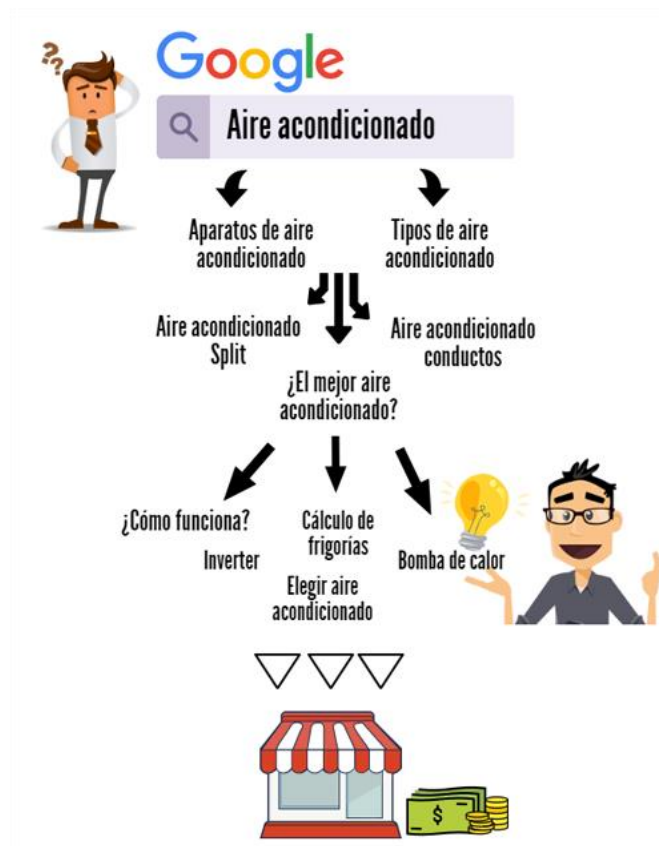 ??
??
Google
Aire acondicionado
Aparatos de aire
acondicionado
Tipos de aire
acondicionado
Aire acondicionado
Split
Aire acondicionado
conductos
¿El mejor aire
acondicionado?
¿Cómo funciona?
Inverter
Cálculo de
frigorías
Bomba de calor
Elegir aire
acondicionado
$